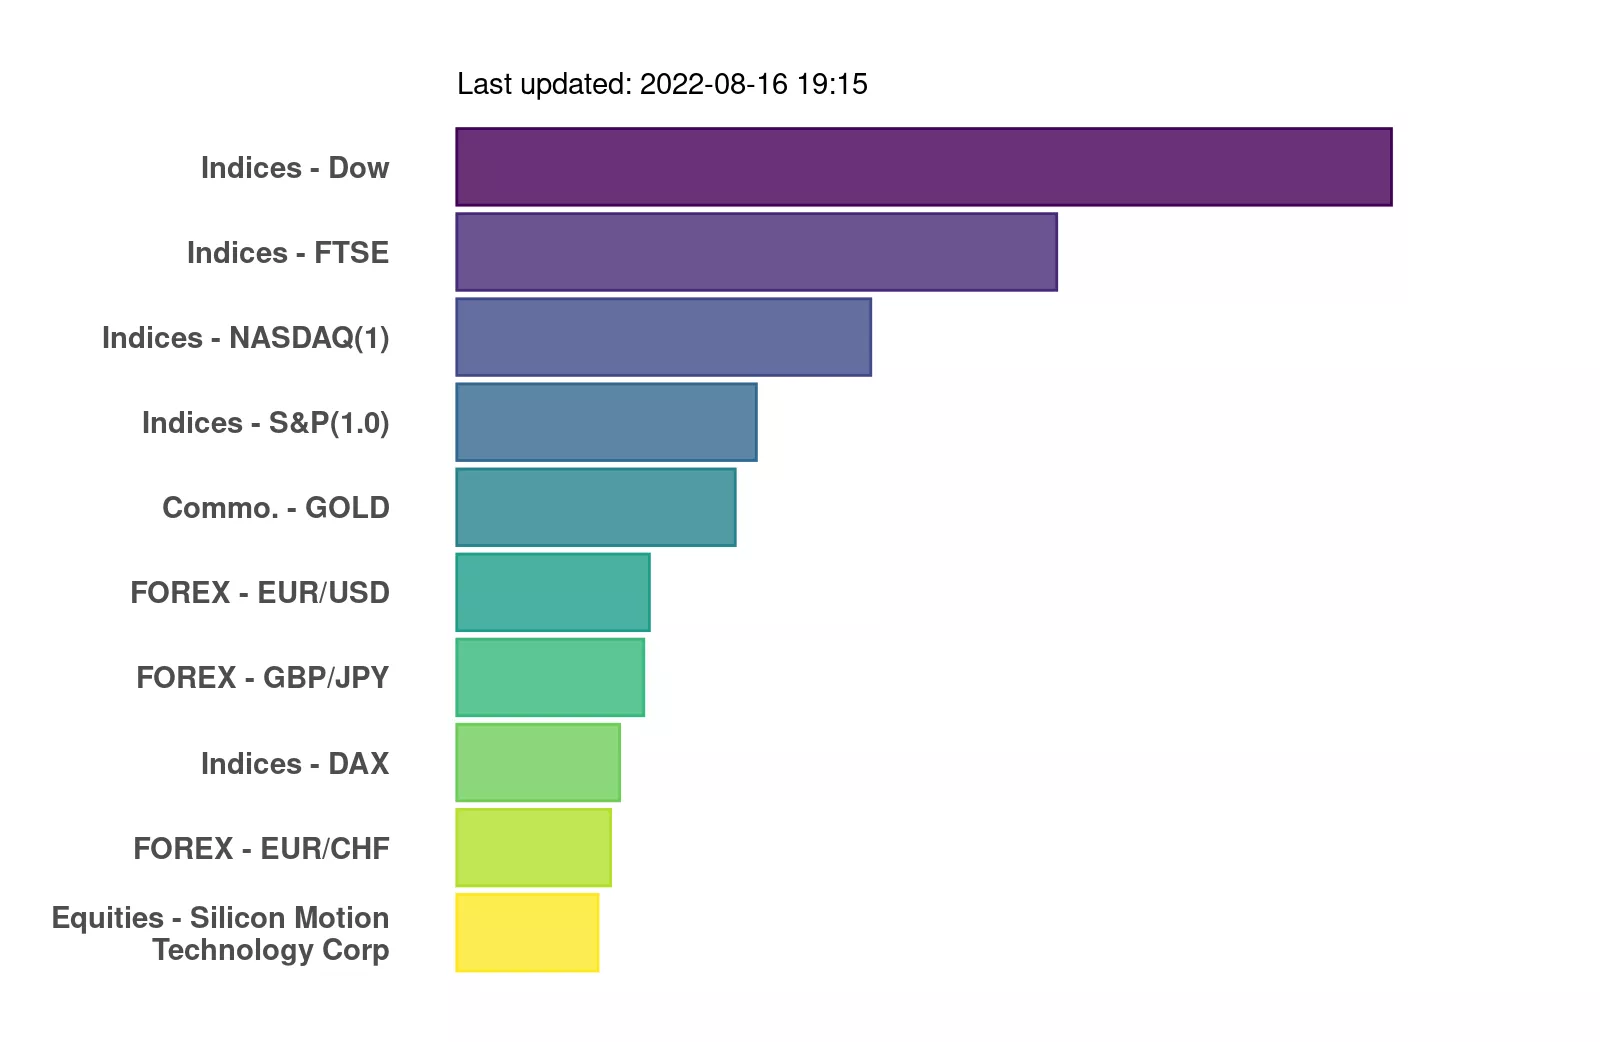 Last updated: 2022-08-16 19:15
Indices - Dow
Indices - FTSE
Indices - NASDAQ(1)
Indices - S&P(1.0)
Commo. - GOLD
FOREX - EUR/USD
FOREX - GBP/JPY
Indices - DAX
FOREX - EUR/CHF
Equities - Silicon Motion
Technology Corp